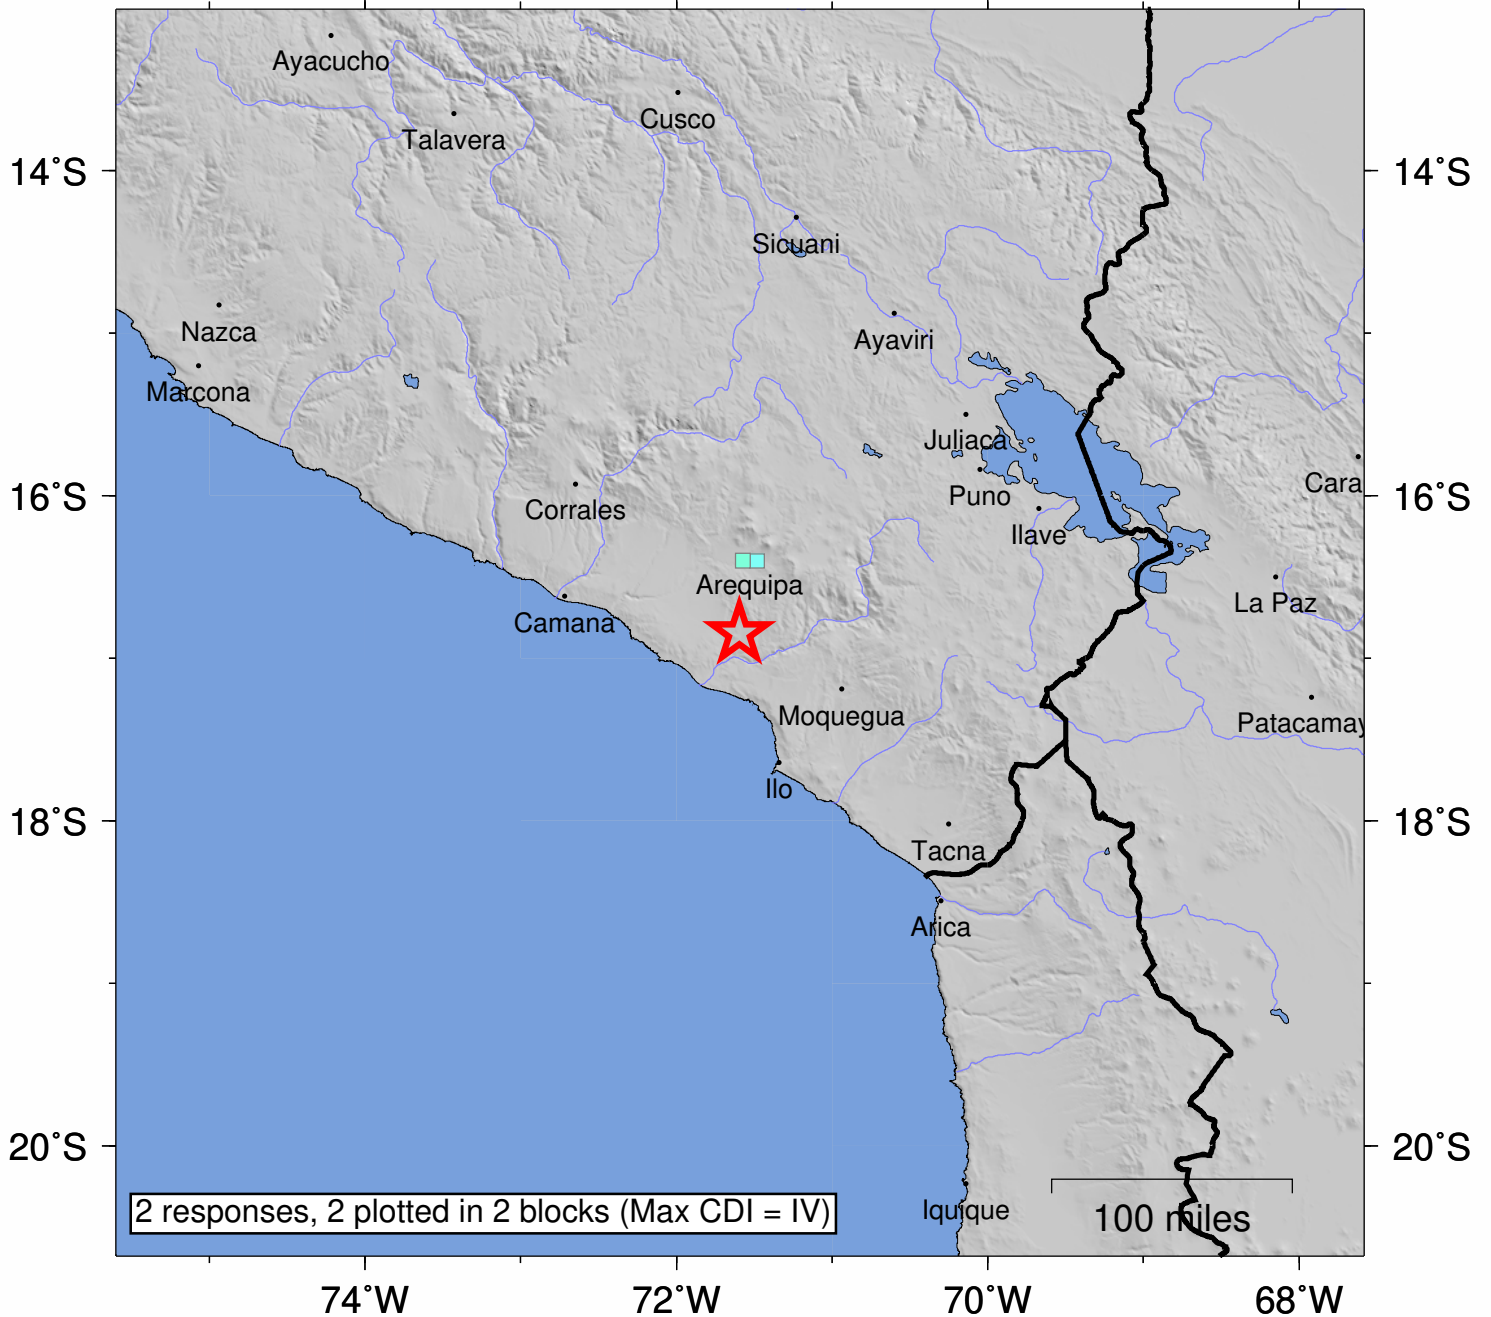 Ayacucho
Cusco
Talavera
14°S
14°S
Sicuani
Nazca
Ayaviri
Marcona
Juliaca
Cara
16°S
16°S
Puno
Corrales
Ilave
Arequipa
La Paz
Camana
Moquegua
Patacamay
Ilo
18°S
18°S
Tacna
Arica
20°S
20°S
2 responses, 2 plotted in 2 blocks (Max CDI = IV)
Iquique
100 miles
74°W
72°W
70°W
68°W